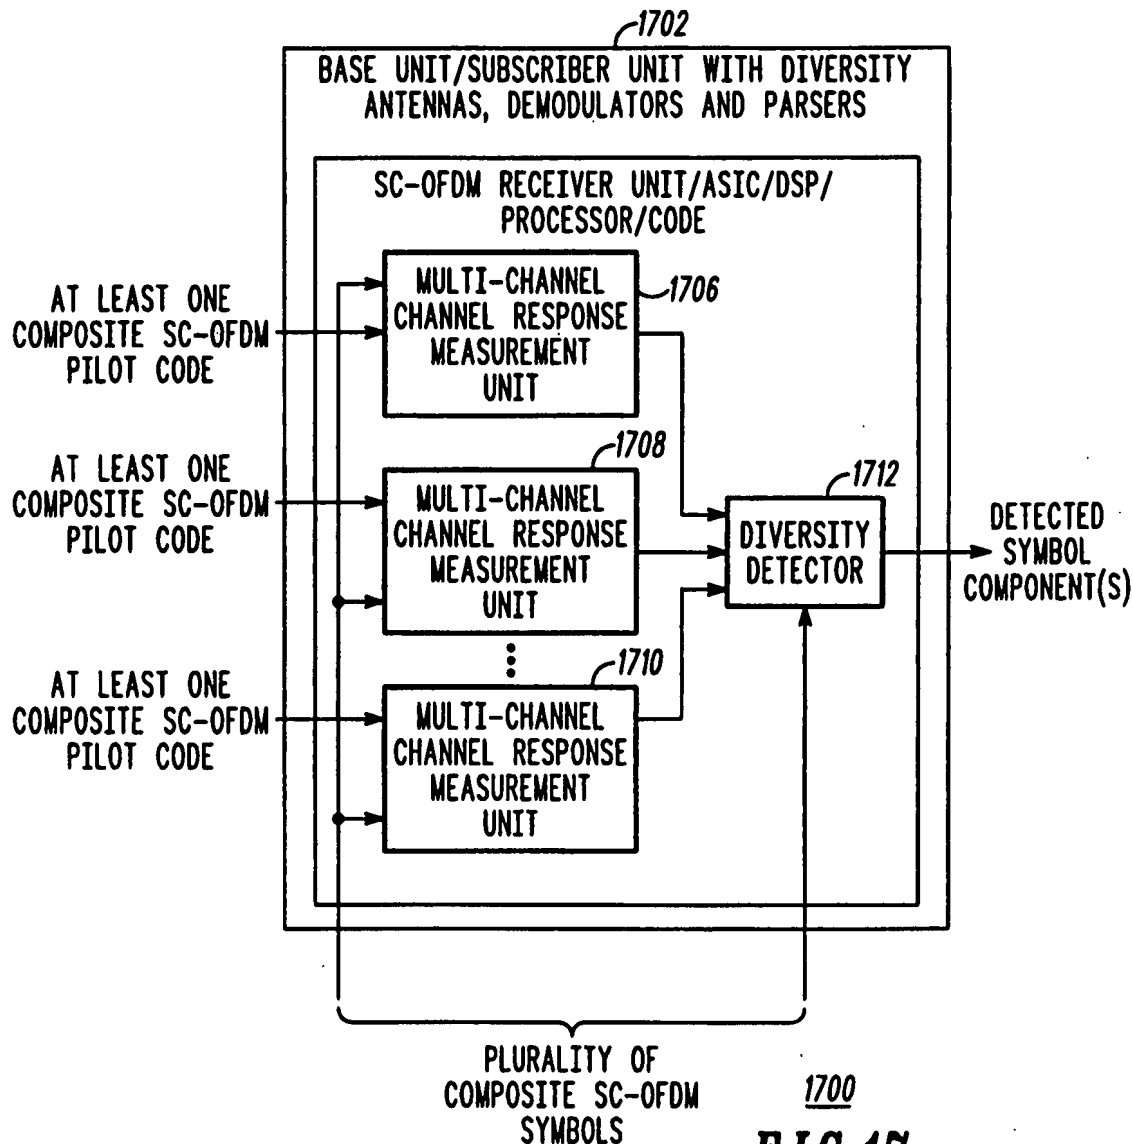 1702
BASE UNIT/SUBSCRIBER UNIT WITH DIVERSITY
ANTENNAS, DEMODULATORS AND PARSERS
SC-OFDM RECEIVER UNIT/ASIC/DSP/
PROCESSOR/CODE
AT LEAST ONE
COMPOSITE SC-OFDM
PILOT CODE
MULTI-CHANNEL
CHANNEL RESPONSE
MEASUREMENT
UNIT
1706
AT LEAST ONE
COMPOSITE SC-OFDM
PILOT CODE
1708
MULTI-CHANNEL
CHANNEL RESPONSE
MEASUREMENT
UNIT
1712
DIVERSITY
DETECTOR
DETECTED
SYMBOL
COMPONENT(S)
AT LEAST ONE
COMPOSITE SC-OFDM
PILOT CODE
1710
MULTI-CHANNEL
CHANNEL RESPONSE
MEASUREMENT
UNIT
PLURALITY OF
COMPOSITE SC-OFDM
SYMBOLS
1700